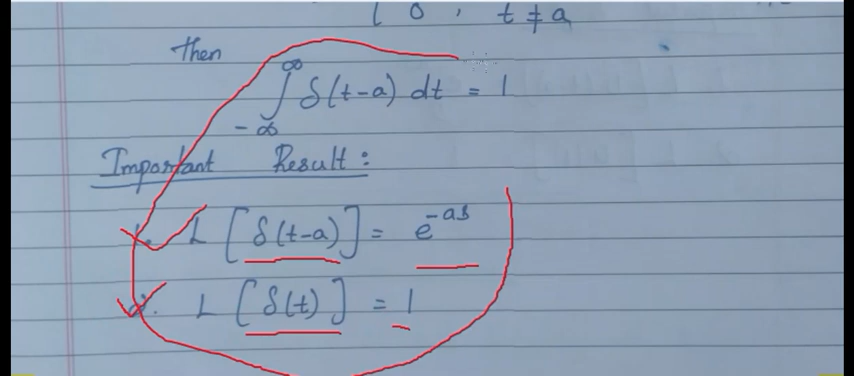 0 , t ≠ a
Then
∫_{-∞}^{∞} δ(t-a) dt = 1
Important Result :
1. L [ δ(t-a) ] = e^{-as}
2. L [ δ(t) ] = 1